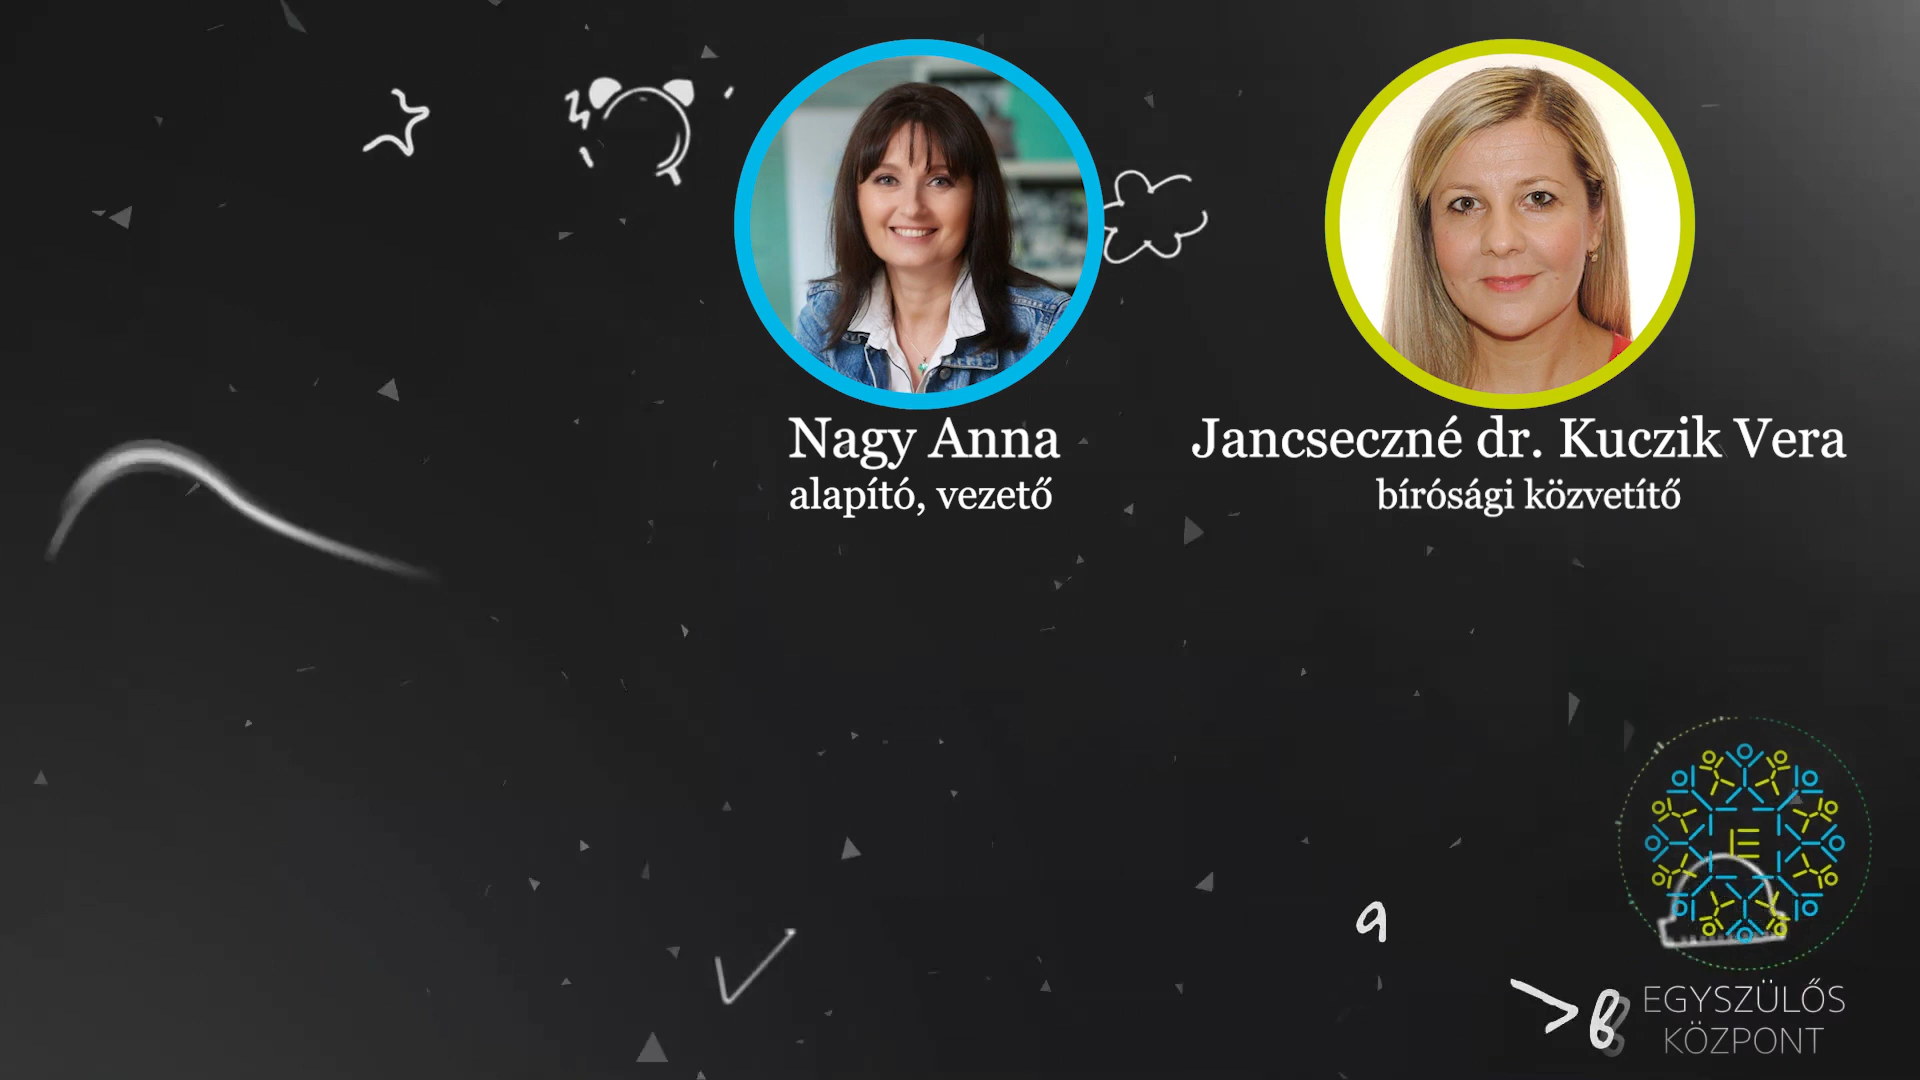 Nagy Anna
alapító, vezető
Jancseczné dr. Kuczik Vera
bírósági közvetítő
a
E
> B
EGYSZÜLŐS
KÖZPONT